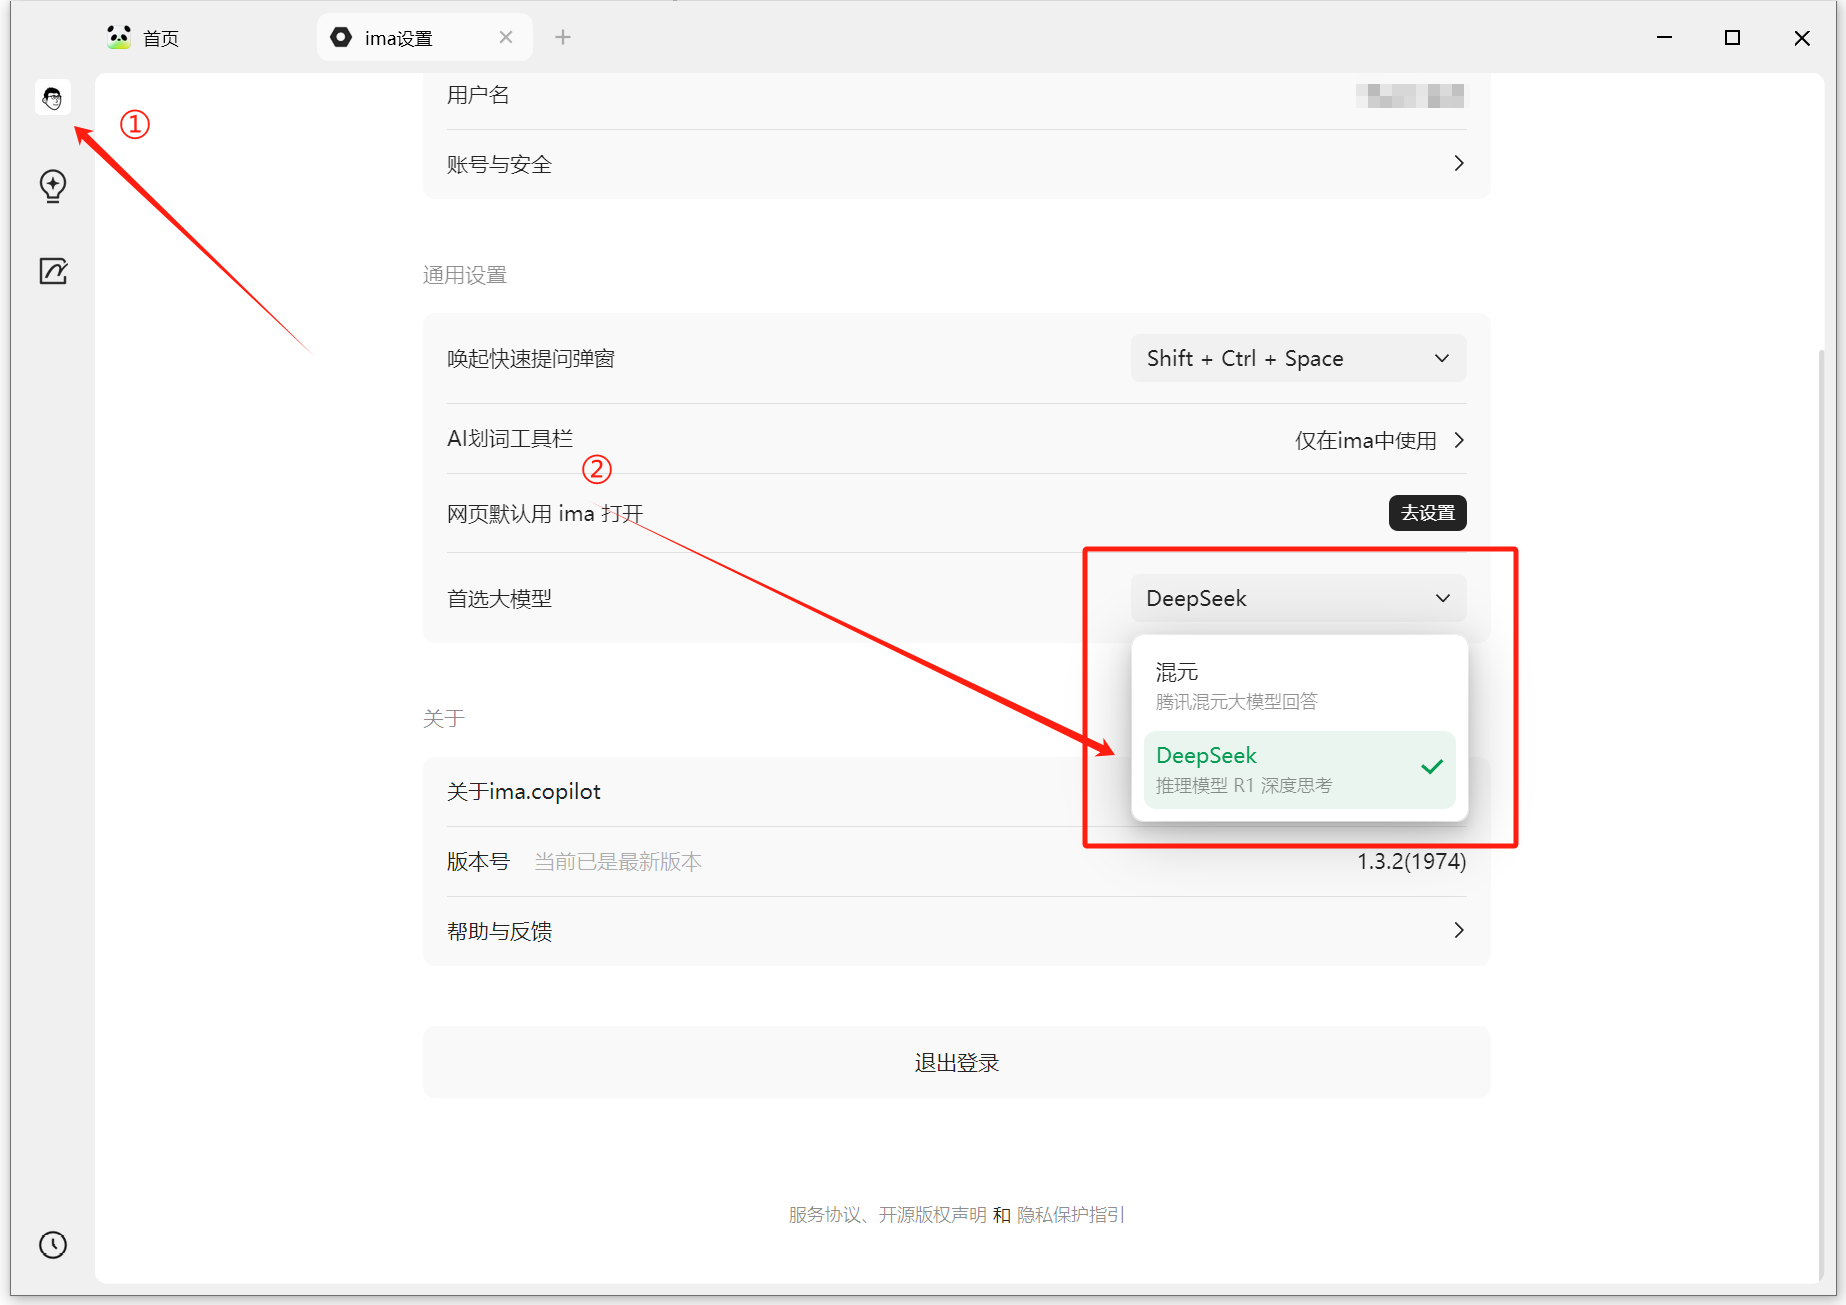 首页
ima设置
①
用户名
账号与安全
通用设置
唤起快速提问弹窗
Shift + Ctrl + Space
AI划词工具栏
仅在ima中使用
②
网页默认用 ima 打开
去设置
首选大模型
DeepSeek
混元
腾讯混元大模型回答
DeepSeek
推理模型 R1 深度思考
关于
关于ima.copilot
版本号 当前已是最新版本
1.3.2(1974)
帮助与反馈
退出登录
服务协议、开源版权声明 和 隐私保护指引